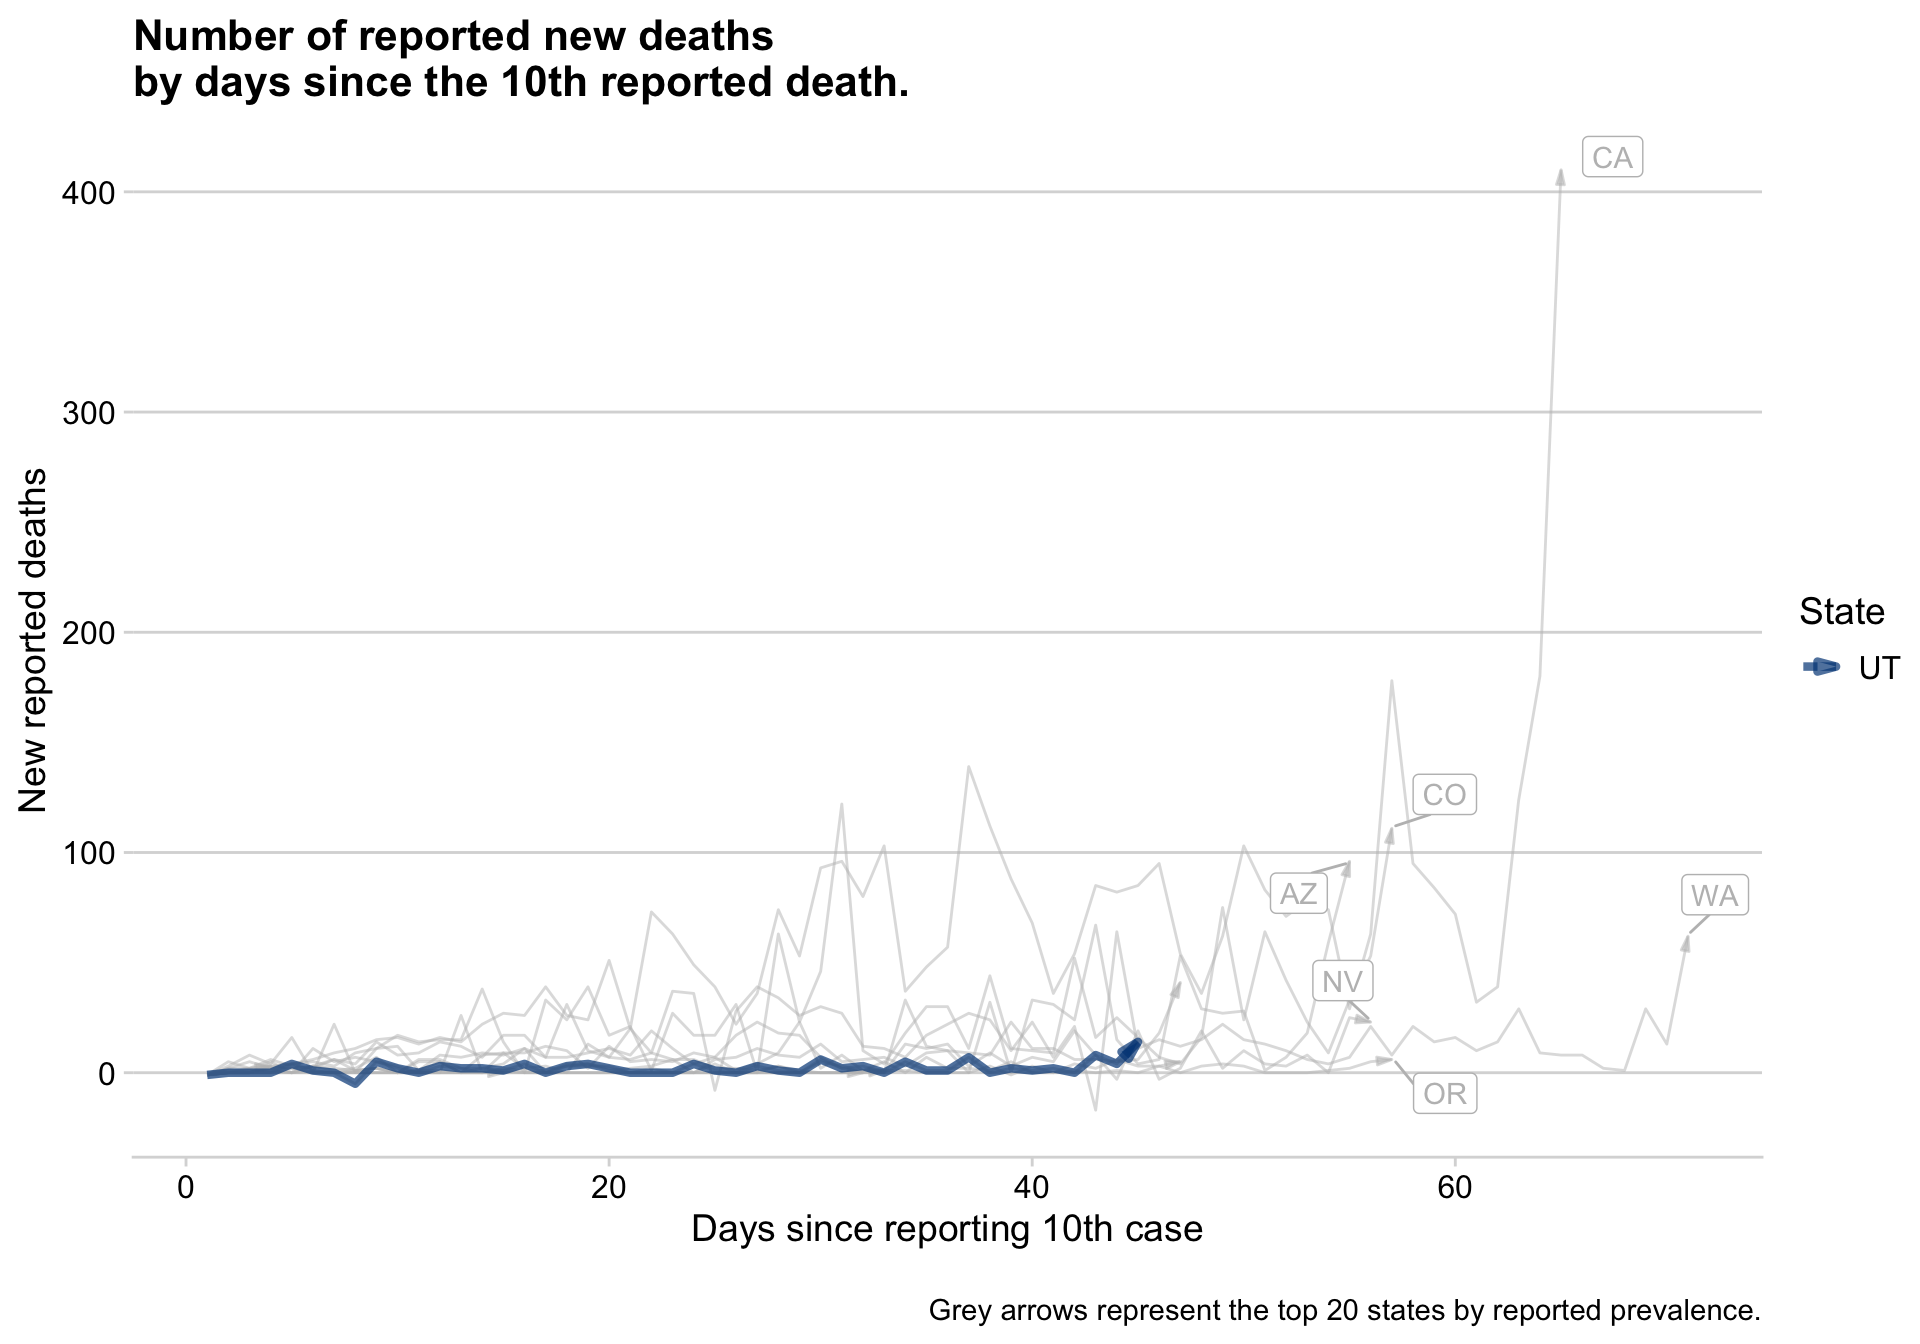 Number of reported new deaths
by days since the 10th reported death.
CA
400
300
New reported deaths
200
State
UT
CO
100
AZ
WA
NV
0
OR
0 20 40 60
Days since reporting 10th case
Grey arrows represent the top 20 states by reported prevalence.